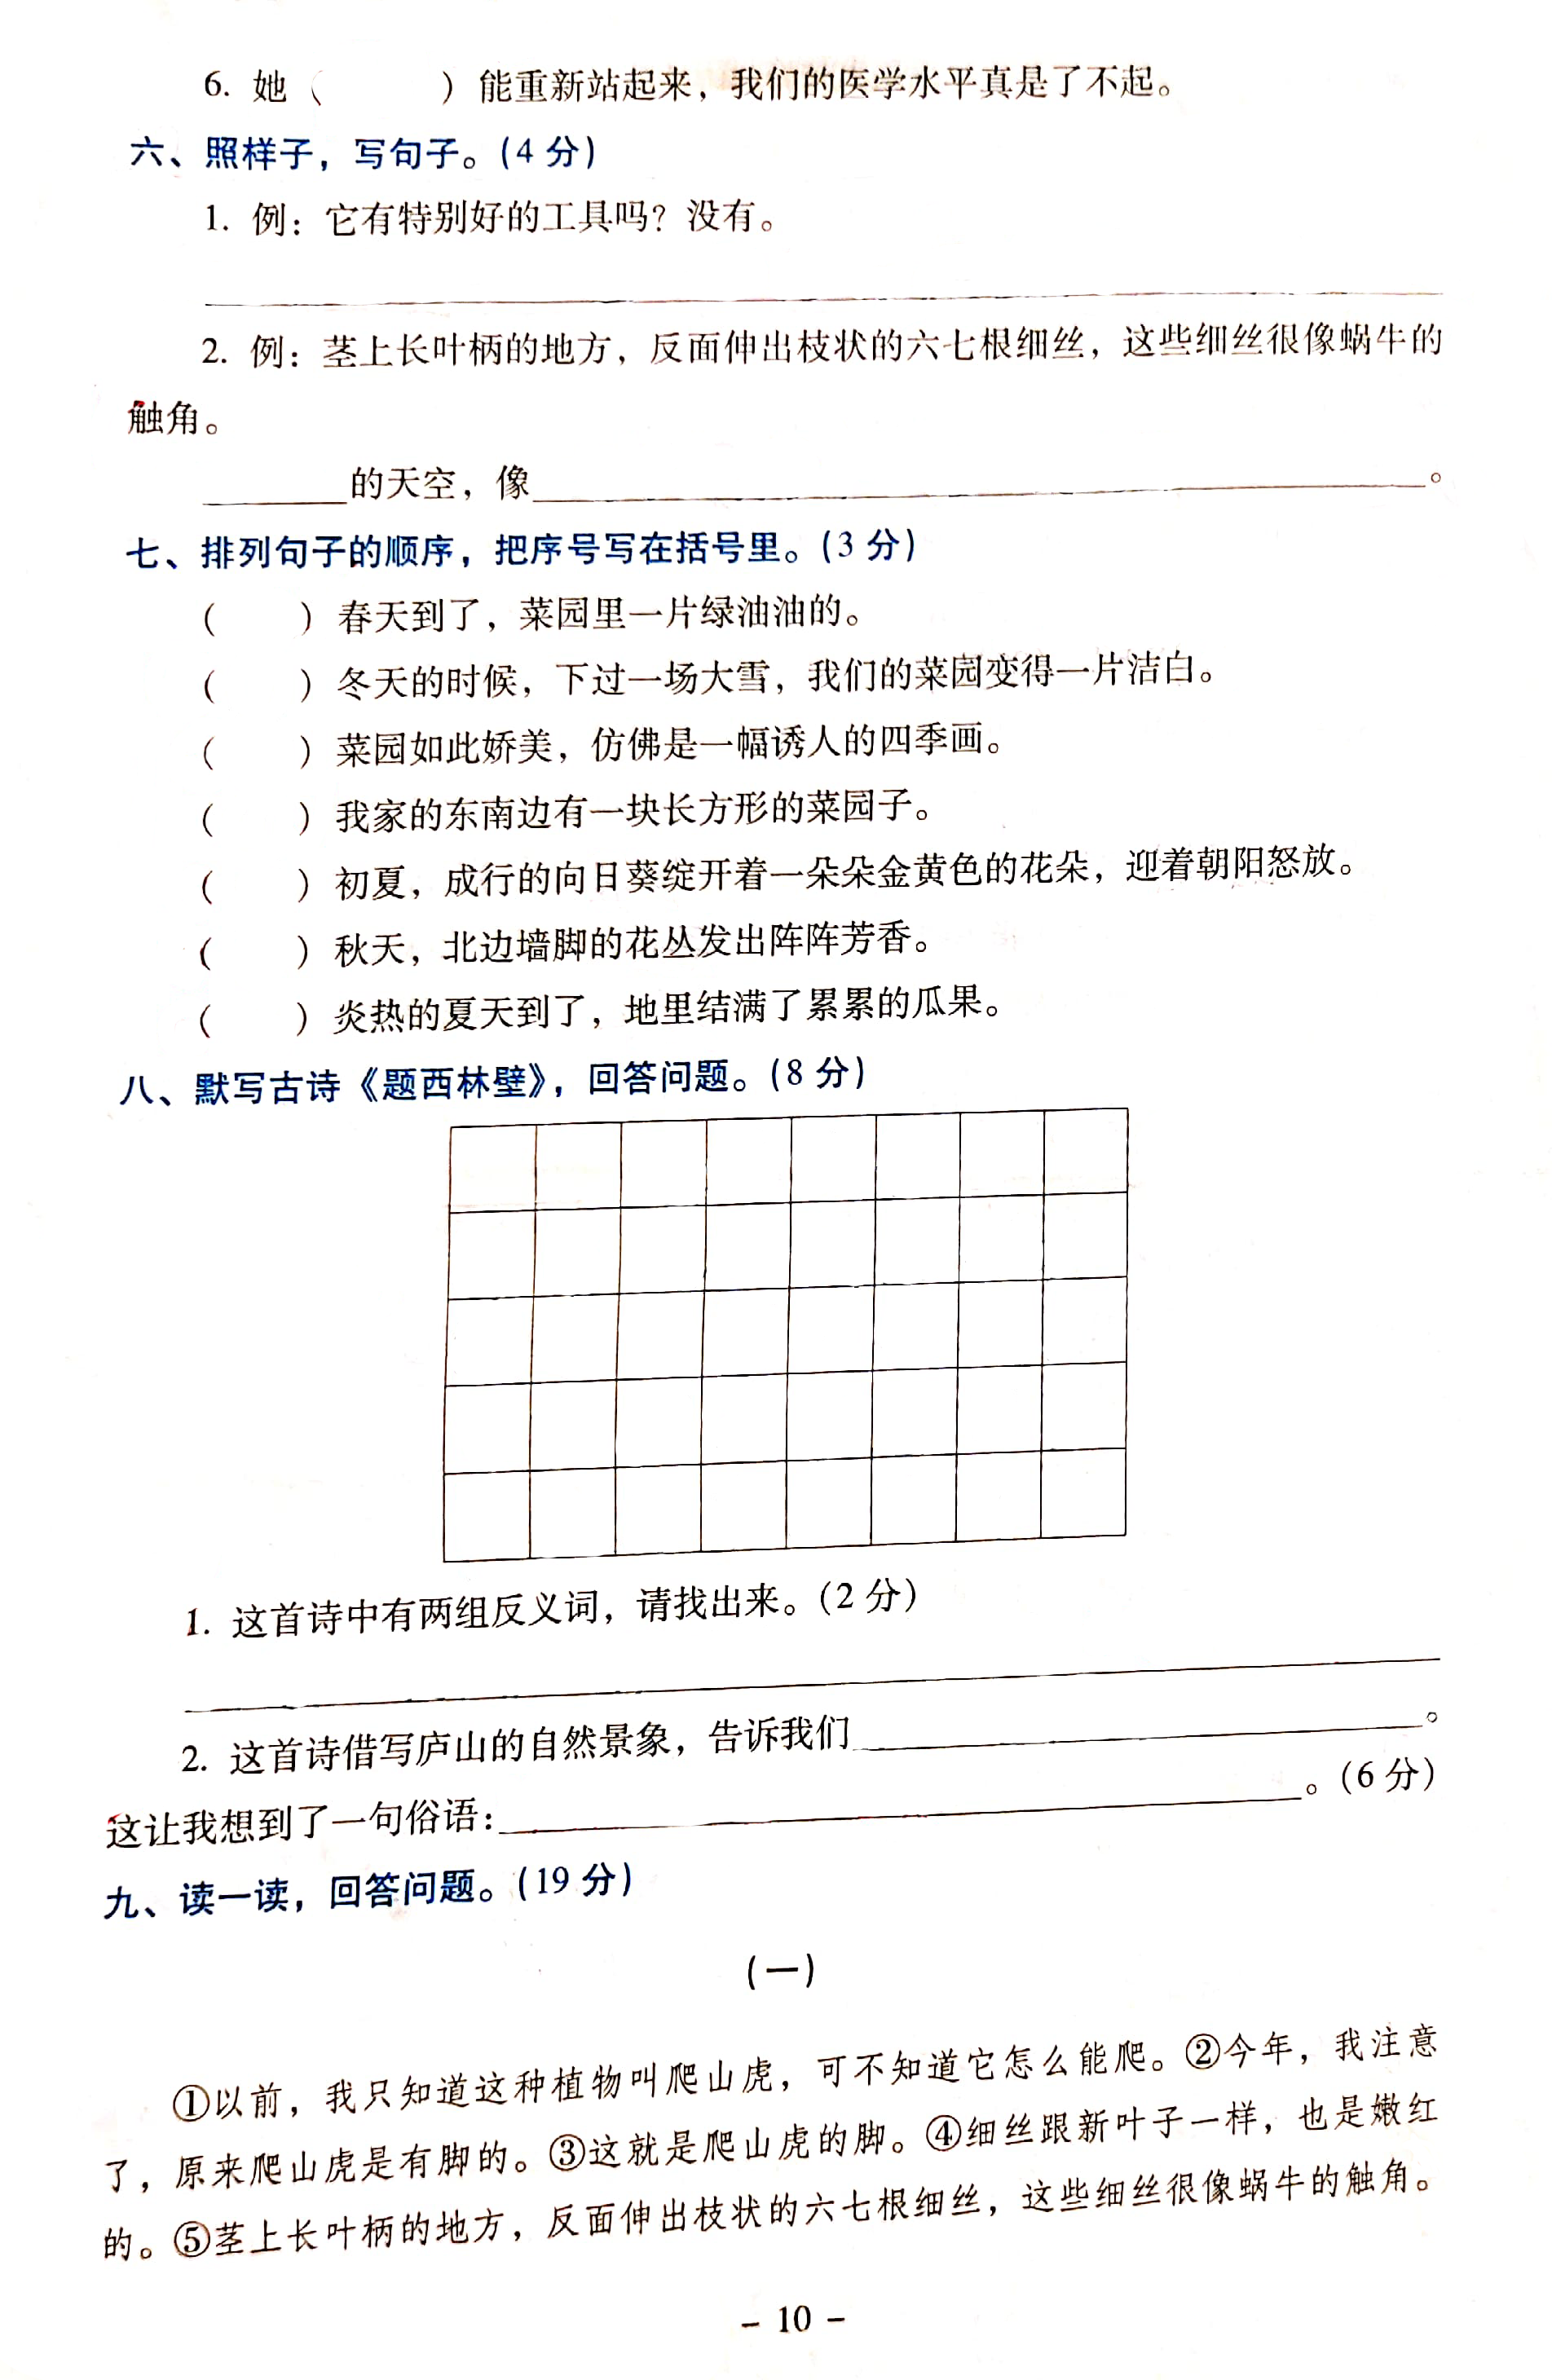 6. 她（　　　）能重新站起来，我们的医学水平真是了不起。
六、照样子，写句子。（4 分）
1. 例：它有特别好的工具吗？没有。
2. 例：茎上长叶柄的地方，反面伸出枝状的六七根细丝，这些细丝很像蜗牛的
触角。
________的天空，像________________________________。
七、排列句子的顺序，把序号写在括号里。（3 分）
（　　）春天到了，菜园里一片绿油油的。
（　　）冬天的时候，下过一场大雪，我们的菜园变得一片洁白。
（　　）菜园如此娇美，仿佛是一幅诱人的四季画。
（　　）我家的东南边有一块长方形的菜园子。
（　　）初夏，成行的向日葵绽开着一朵朵金黄色的花朵，迎着朝阳怒放。
（　　）秋天，北边墙脚的花丛发出阵阵芳香。
（　　）炎热的夏天到了，地里结满了累累的瓜果。
八、默写古诗《题西林壁》，回答问题。（8 分）
1. 这首诗中有两组反义词，请找出来。（2 分）
2. 这首诗借写庐山的自然景象，告诉我们________________________________。
这让我想到了一句俗语：________________________________。（6 分）
九、读一读，回答问题。（19 分）
（一）
①以前，我只知道这种植物叫爬山虎，可不知道它怎么能爬。②今年，我注意
了，原来爬山虎是有脚的。③这就是爬山虎的脚。④细丝跟新叶子一样，也是嫩红
的。⑤茎上长叶柄的地方，反面伸出枝状的六七根细丝，这些细丝很像蜗牛的触角。
- 10 -